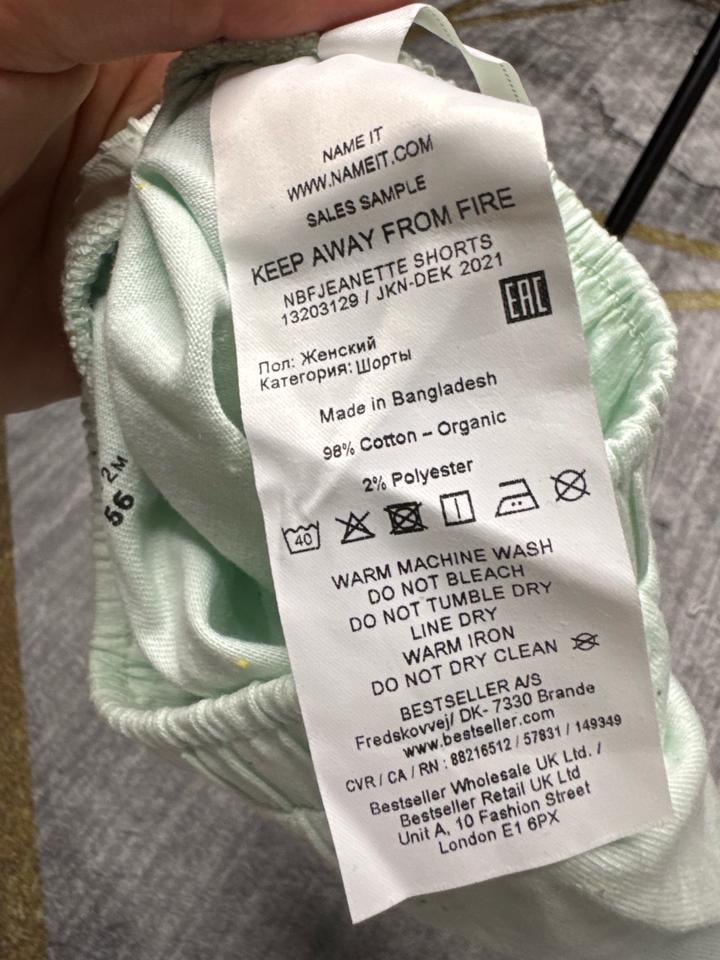 NAME IT
WWW.NAMEIT.COM
SALES SAMPLE
KEEP AWAY FROM FIRE
NBFJEANETTE SHORTS
13203129 / JKN-DEK 2021
EAC
Пол: Женский
Категория: Шорты
Made in Bangladesh
98% Cotton – Organic
2% Polyester
40
WARM MACHINE WASH
DO NOT BLEACH
DO NOT TUMBLE DRY
LINE DRY
WARM IRON
DO NOT DRY CLEAN
BESTSELLER A/S
Fredskovvej/ DK- 7330 Brande
www.bestseller.com
CVR / CA / RN : 88216512 / 57831 / 149349
Bestseller Wholesale UK Ltd. /
Bestseller Retail UK Ltd
Unit A, 10 Fashion Street
London E1 6PX
2M
56